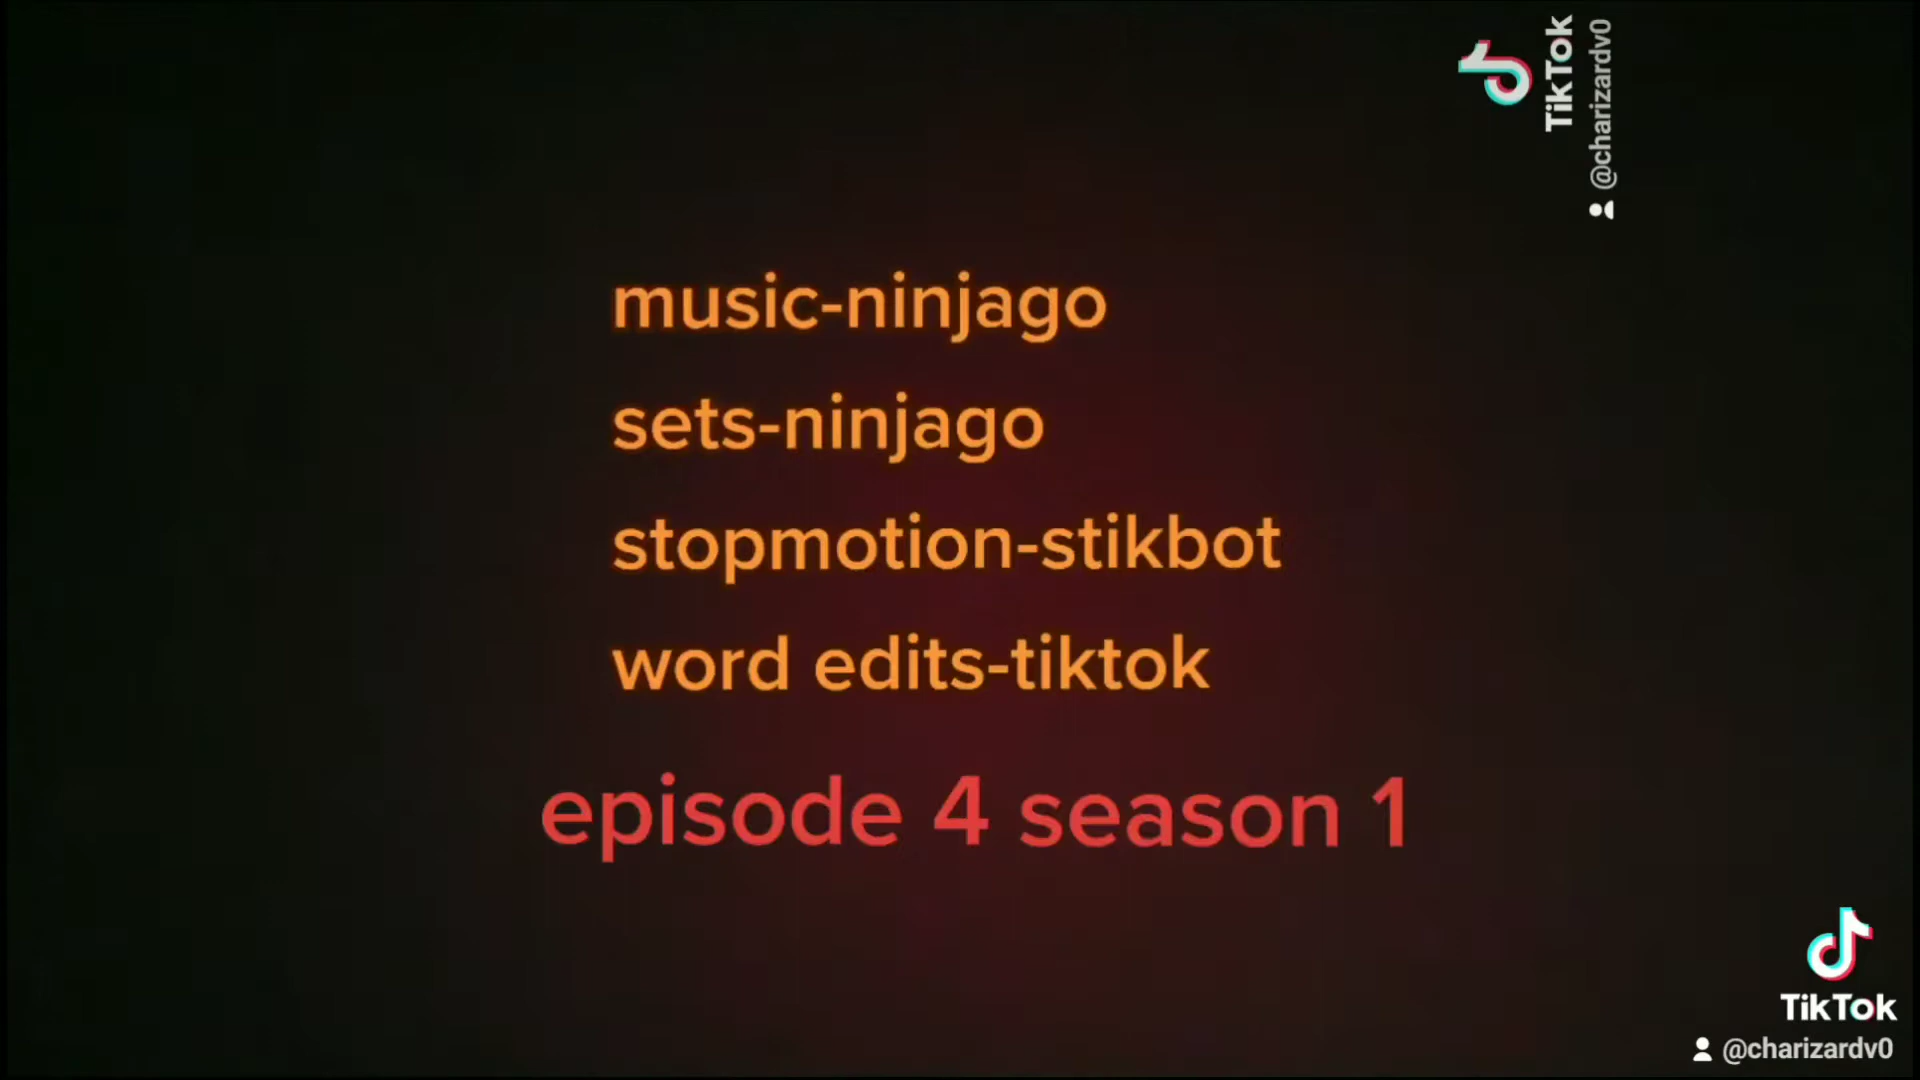 TikTok
@charizardv0
music-ninjago
sets-ninjago
stopmotion-stikbot
word edits-tiktok
episode 4 season 1
TikTok
@charizardv0